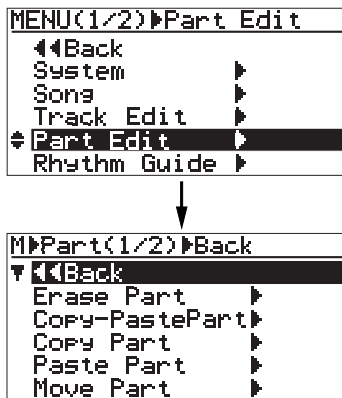 MENU(1/2)▶Part Edit
◀◀Back
System ▶
Song ▶
Track Edit ▶
Part Edit ▶
Rhythm Guide ▶
M▶Part(1/2)▶Back
◀◀Back
Erase Part ▶
Copy-PastePart▶
Copy Part ▶
Paste Part ▶
Move Part ▶